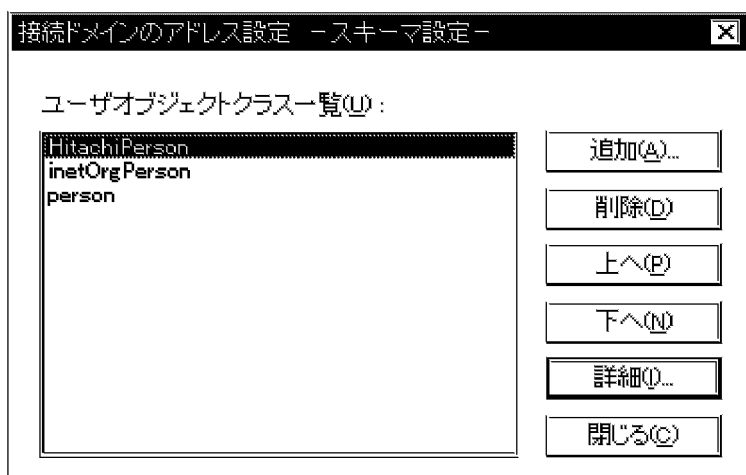 接続ドメインのアドレス設定 －スキーマ設定－
ユーザオブジェクトクラス一覧(U)：
HitachiPerson
inetOrgPerson
person
追加(A)...
削除(D)
上へ(P)
下へ(N)
詳細(I)...
閉じる(C)